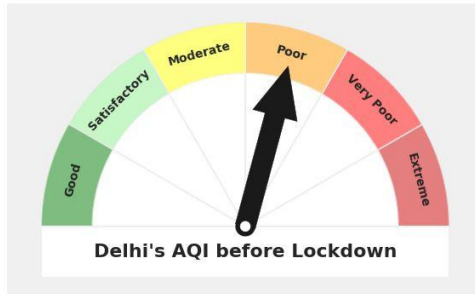 Good
Satisfactory
Moderate
Poor
Very Poor
Extreme
Delhi's AQI before Lockdown